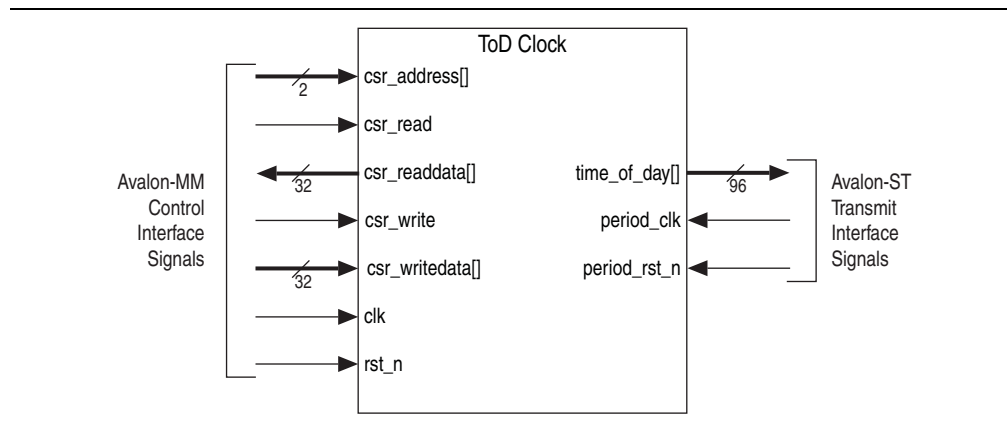 ToD Clock
Avalon-MM
Control
Interface
Signals
2
csr_address[]
csr_read
32
csr_readdata[]
csr_write
32
csr_writedata[]
clk
rst_n
time_of_day[]
96
period_clk
period_rst_n
Avalon-ST
Transmit
Interface
Signals